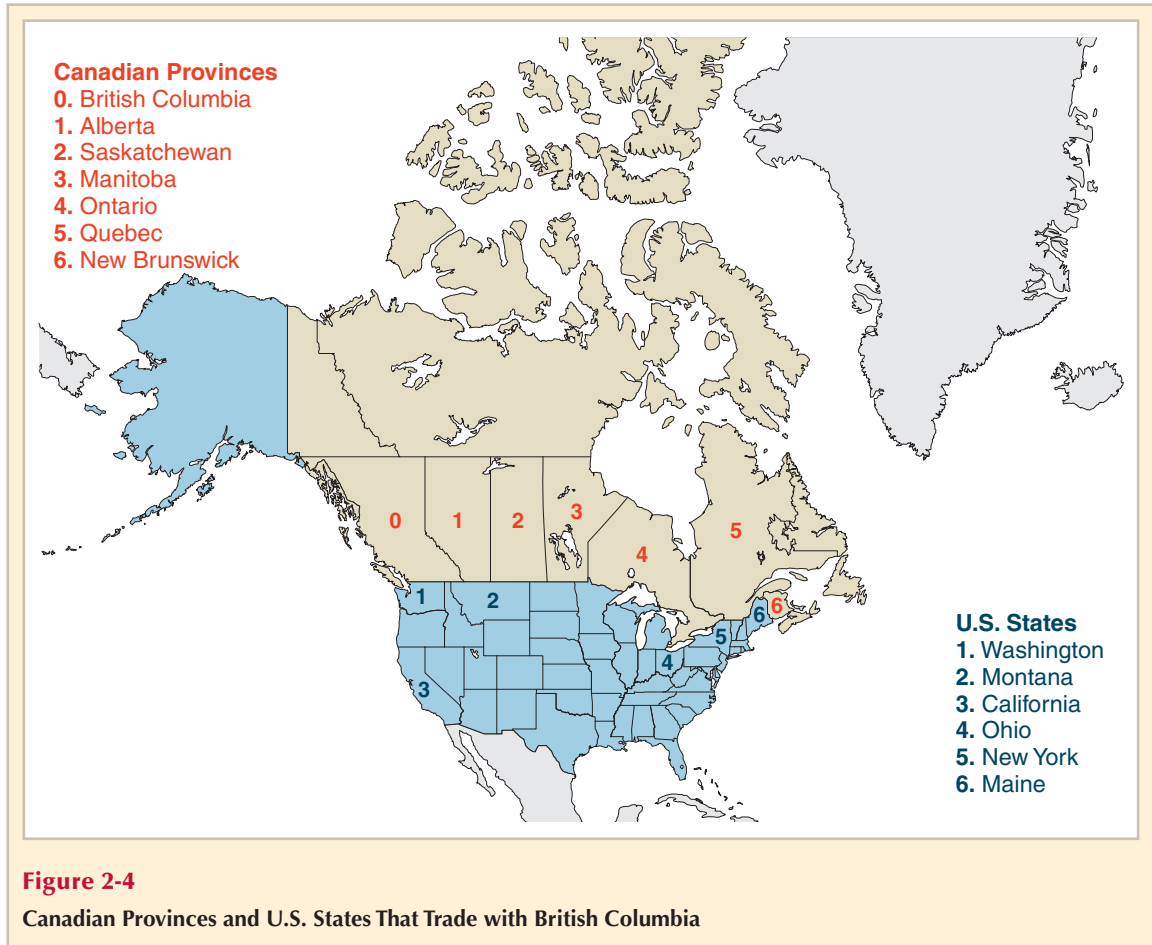 Canadian Provinces
0. British Columbia
1. Alberta
2. Saskatchewan
3. Manitoba
4. Ontario
5. Quebec
6. New Brunswick
0
1
2
3
4
5
6
1
2
3
4
5
6
U.S. States
1. Washington
2. Montana
3. California
4. Ohio
5. New York
6. Maine
Figure 2-4
Canadian Provinces and U.S. States That Trade with British Columbia